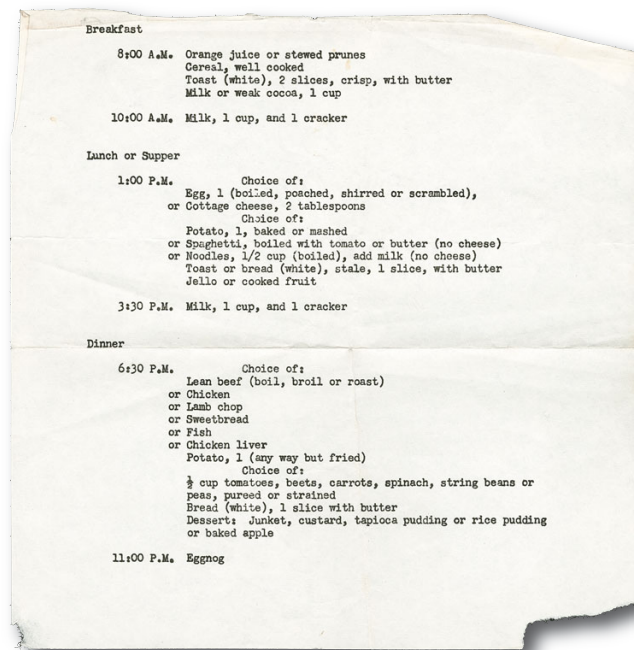 Breakfast
8:00 A.M. Orange juice or stewed prunes
Cereal, well cooked
Toast (white), 2 slices, crisp, with butter
Milk or weak cocoa, 1 cup
10:00 A.M. Milk, 1 cup, and 1 cracker
Lunch or Supper
1:00 P.M. Choice of:
Egg, 1 (boiled, poached, shirred or scrambled),
or Cottage cheese, 2 tablespoons
Choice of:
Potato, 1, baked or mashed
or Spaghetti, boiled with tomato or butter (no cheese)
or Noodles, 1/2 cup (boiled), add milk (no cheese)
Toast or bread (white), stale, 1 slice, with butter
Jello or cooked fruit
3:30 P.M. Milk, 1 cup, and 1 cracker
Dinner
6:30 P.M. Choice of:
Lean beef (boil, broil or roast)
or Chicken
or Lamb chop
or Sweetbread
or Fish
or Chicken liver
Potato, 1 (any way but fried)
Choice of:
½ cup tomatoes, beets, carrots, spinach, string beans or
peas, pureed or strained
Bread (white), 1 slice with butter
Dessert: Junket, custard, tapioca pudding or rice pudding
or baked apple
11:00 P.M. Eggnog